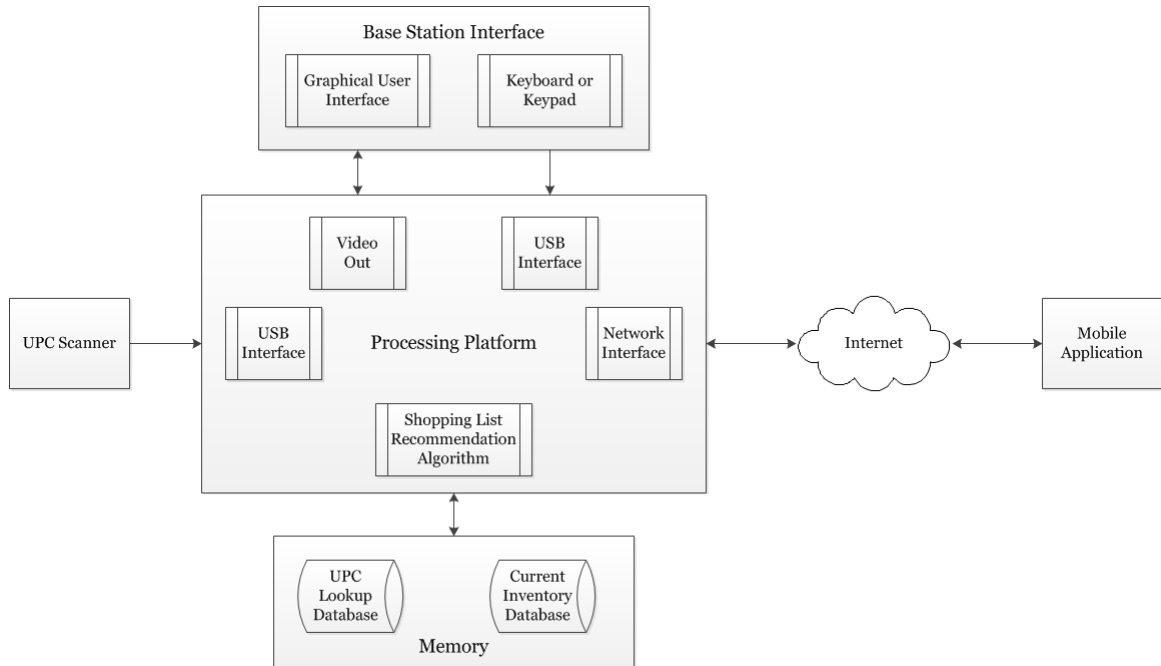 Base Station Interface
Graphical User
Interface
Keyboard or
Keypad
Video
Out
USB
Interface
UPC Scanner
USB
Interface
Processing Platform
Network
Interface
Internet
Mobile
Application
Shopping List
Recommendation
Algorithm
UPC
Lookup
Database
Current
Inventory
Database
Memory